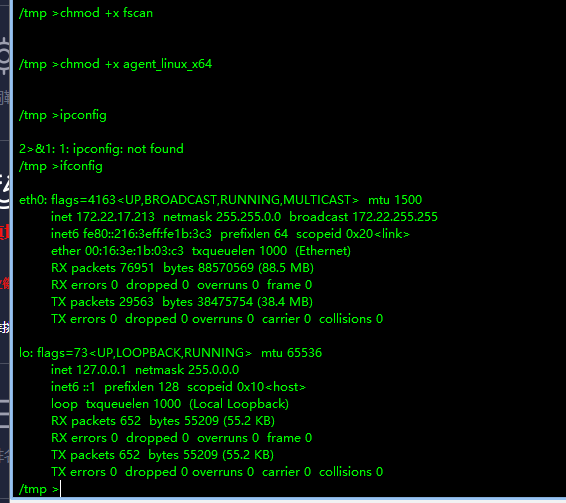 /tmp >chmod +x fscan
/tmp >chmod +x agent_linux_x64
/tmp >ipconfig
2>&1: 1: ipconfig: not found
/tmp >ifconfig
eth0: flags=4163<UP,BROADCAST,RUNNING,MULTICAST>  mtu 1500
inet 172.22.17.213  netmask 255.255.0.0  broadcast 172.22.255.255
inet6 fe80::216:3eff:fe1b:3c3  prefixlen 64  scopeid 0x20<link>
ether 00:16:3e:1b:03:c3  txqueuelen 1000  (Ethernet)
RX packets 76951  bytes 88570569 (88.5 MB)
RX errors 0  dropped 0  overruns 0  frame 0
TX packets 29563  bytes 38475754 (38.4 MB)
TX errors 0  dropped 0 overruns 0  carrier 0  collisions 0
lo: flags=73<UP,LOOPBACK,RUNNING>  mtu 65536
inet 127.0.0.1  netmask 255.0.0.0
inet6 ::1  prefixlen 128  scopeid 0x10<host>
loop  txqueuelen 1000  (Local Loopback)
RX packets 652  bytes 55209 (55.2 KB)
RX errors 0  dropped 0  overruns 0  frame 0
TX packets 652  bytes 55209 (55.2 KB)
TX errors 0  dropped 0 overruns 0  carrier 0  collisions 0
/tmp >